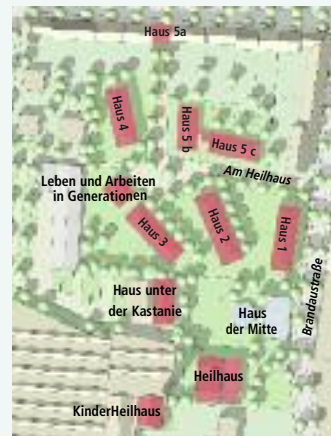 Haus 5a
Haus 4
Haus 5 b
Haus 5 c
Am Heilhaus
Leben und Arbeiten
in Generationen
Haus 3
Haus 2
Haus 1
Brandaustraße
Haus unter
der Kastanie
Haus
der Mitte
Heilhaus
KinderHeilhaus